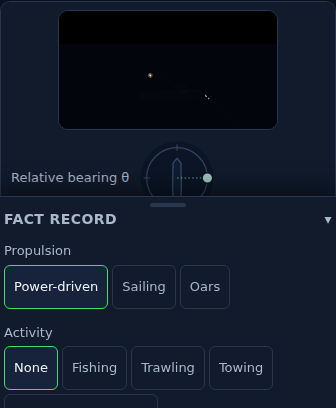 Relative bearing θ
FACT RECORD ▼
Propulsion
Power-driven Sailing Oars
Activity
None Fishing Trawling Towing